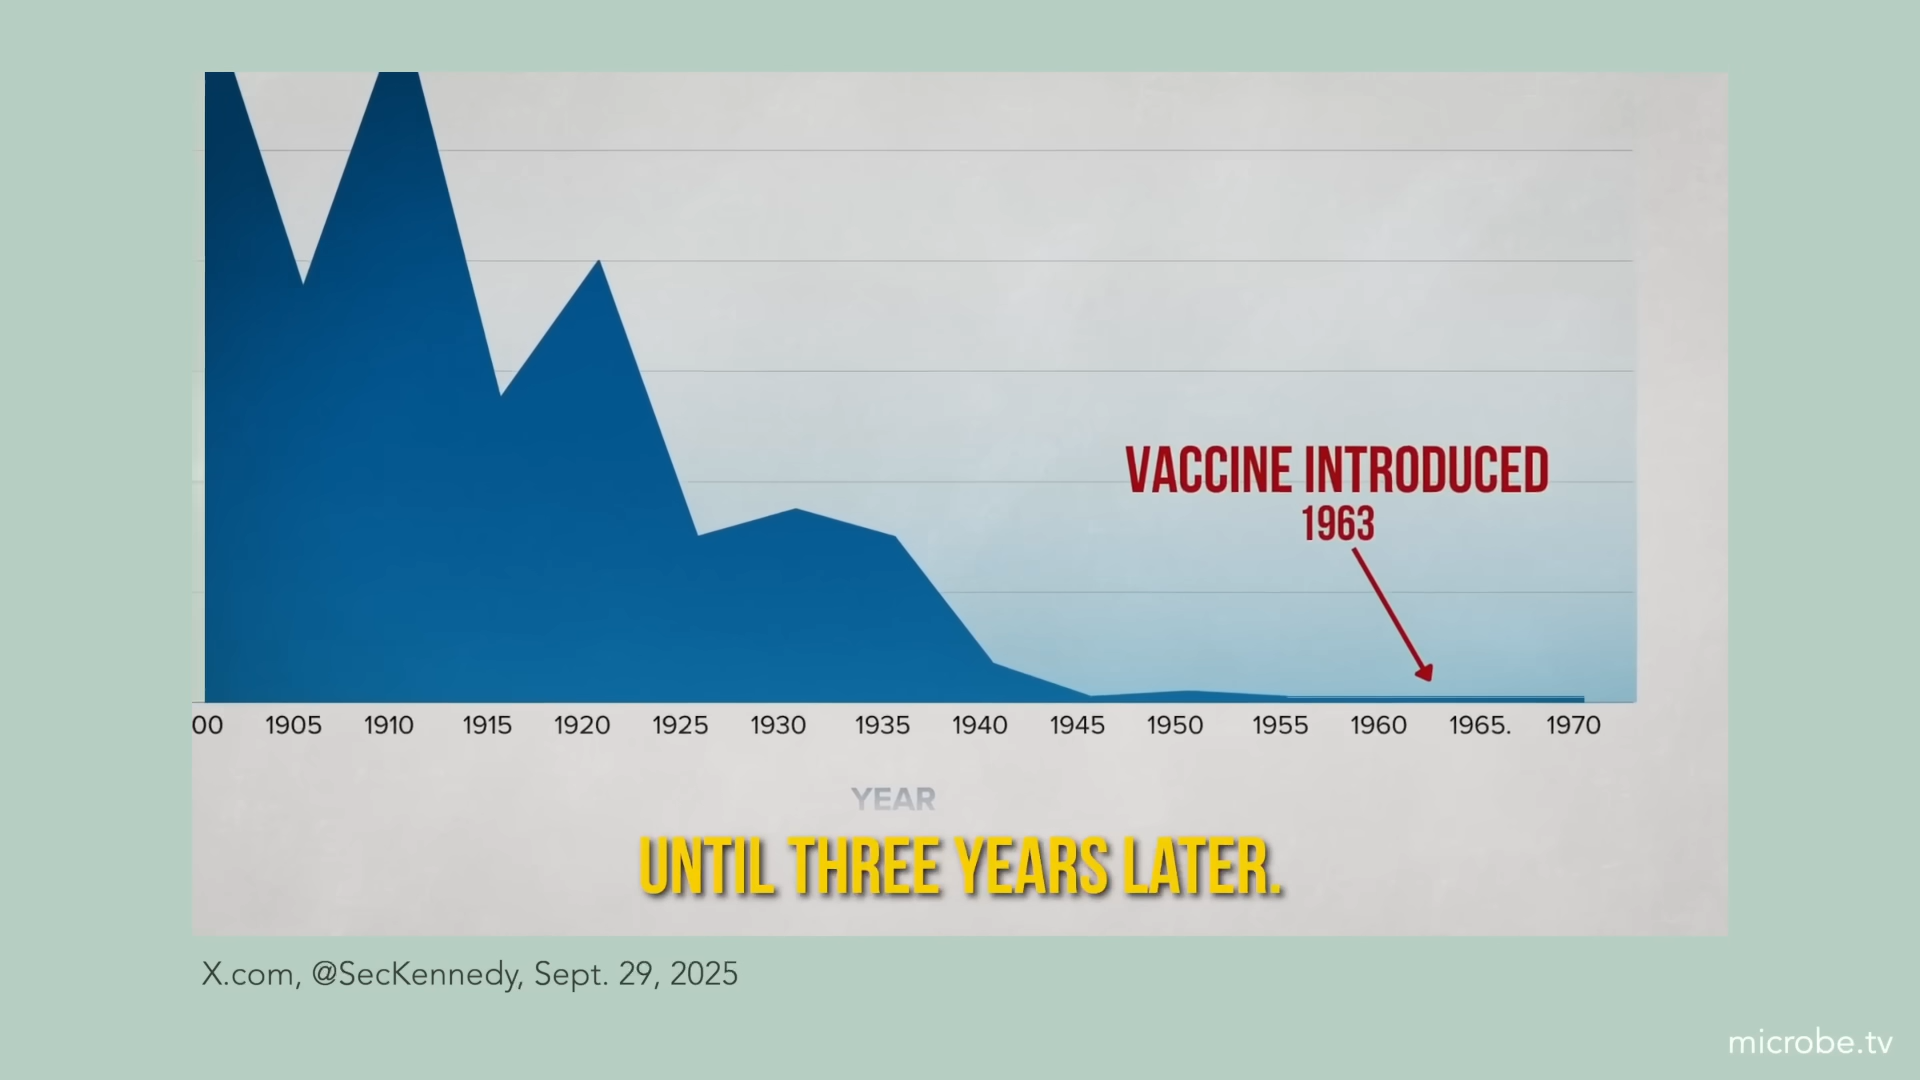 VACCINE INTRODUCED
1963
00 1905 1910 1915 1920 1925 1930 1935 1940 1945 1950 1955 1960 1965. 1970
YEAR
UNTIL THREE YEARS LATER.
X.com, @SecKennedy, Sept. 29, 2025
microbe.tv